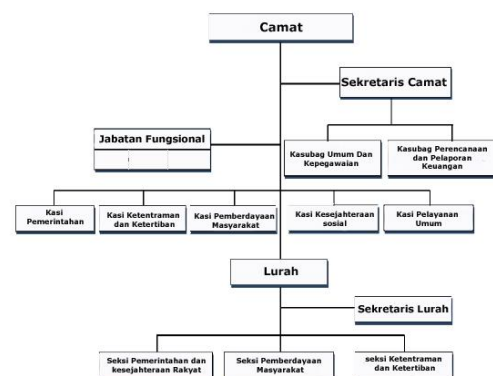 Camat
Sekretaris Camat
Jabatan Fungsional
Kasubag Umum Dan
Kepegawaian
Kasubag Perencanaan
dan Pelaporan
Keuangan
Kasi
Pemerintahan
Kasi Ketentraman
dan Ketertiban
Kasi Pemberdayaan
Masyarakat
Kasi Kesejahteraan
sosial
Kasi Pelayanan
Umum
Lurah
Sekretaris Lurah
Seksi Pemerintahan dan
kesejahteraan Rakyat
Seksi Pemberdayaan
Masyarakat
seksi Ketentraman
dan Ketertiban